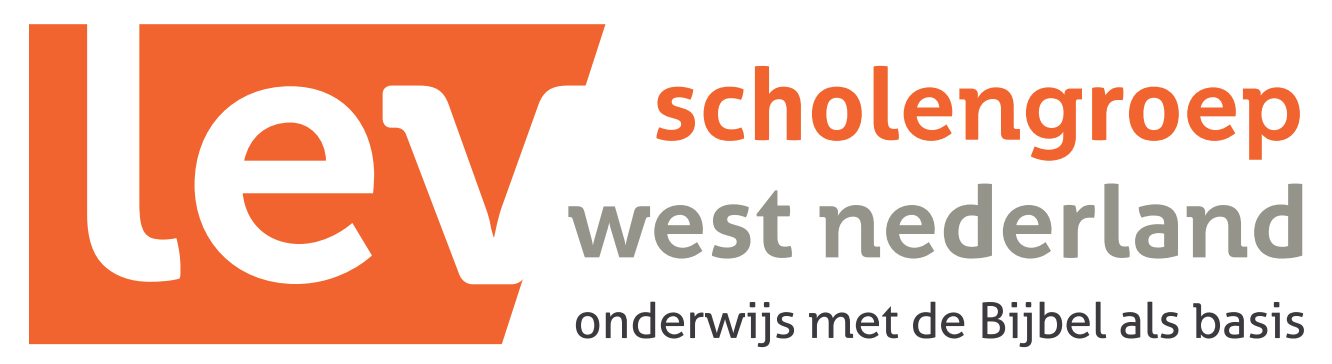 lev
scholengroep
west nederland
onderwijs met de Bijbel als basis